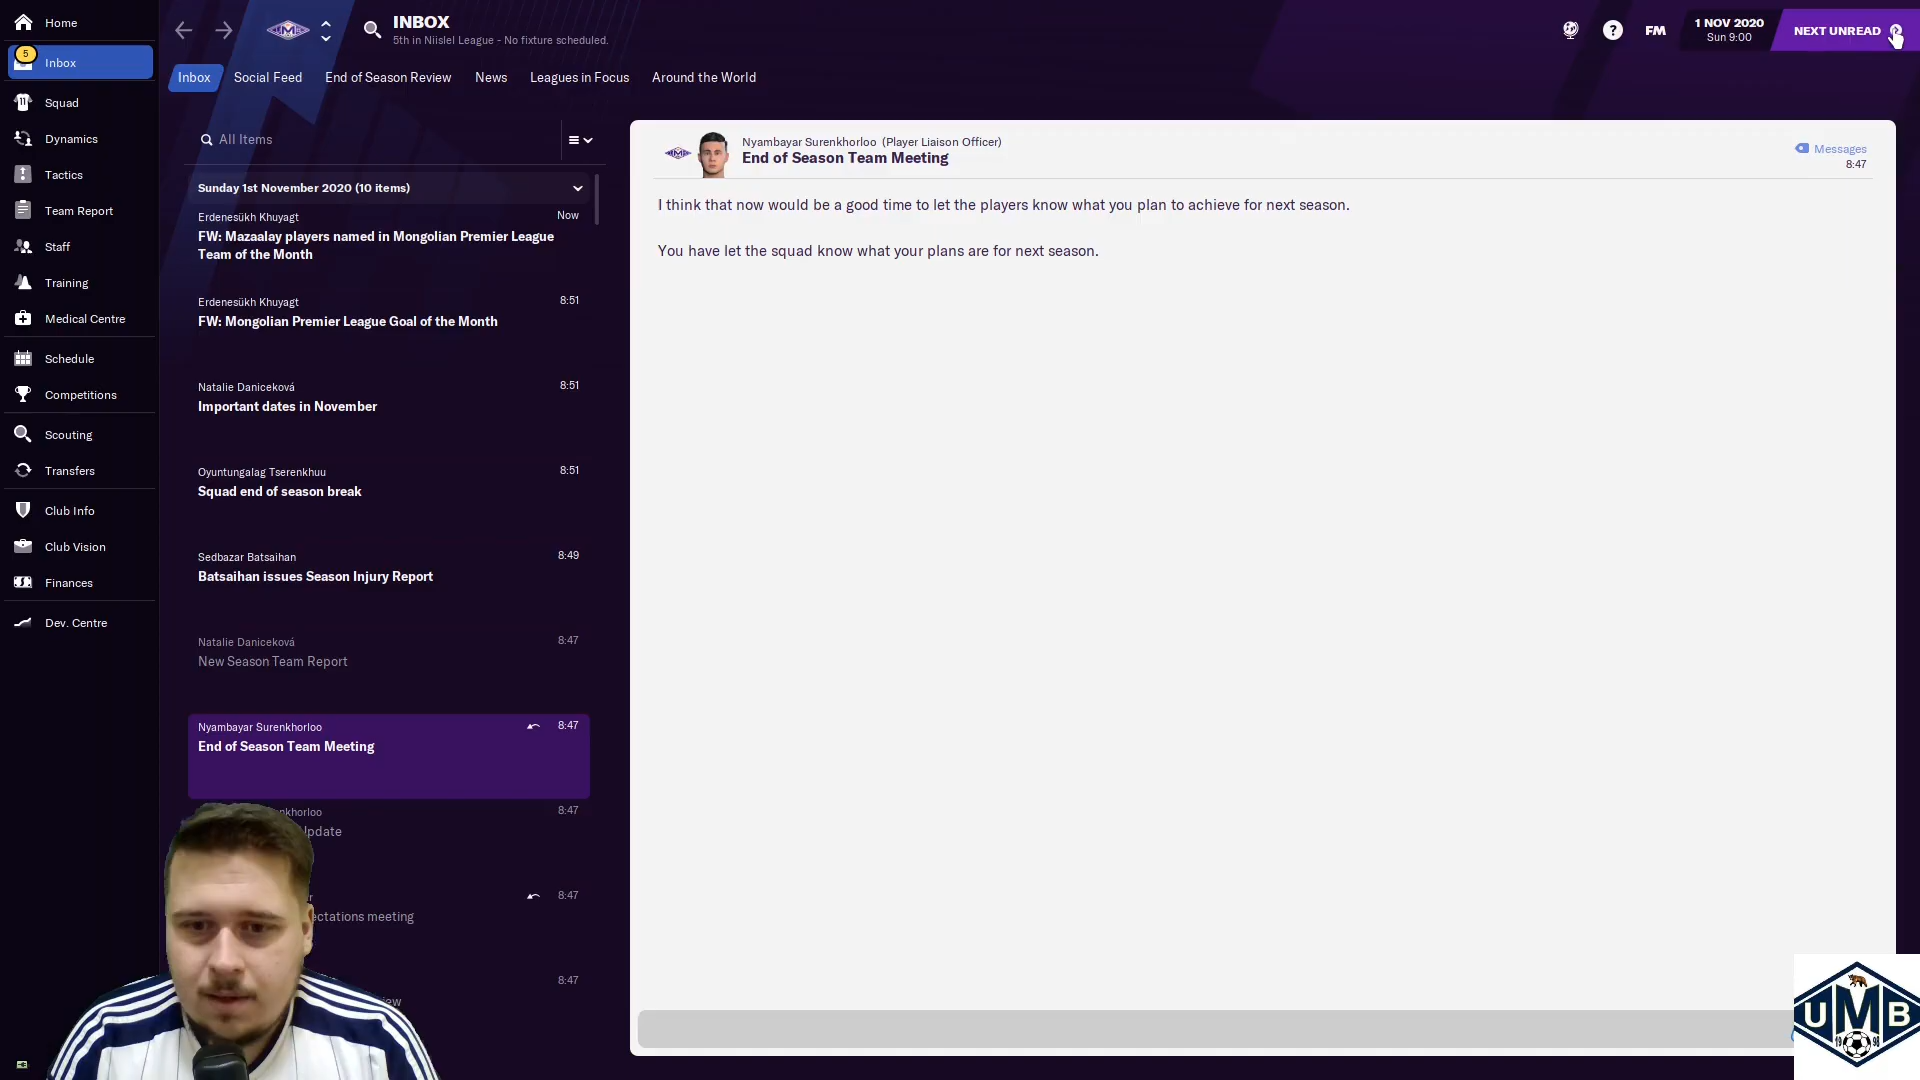 Home
5
Inbox
Squad
Dynamics
Tactics
Team Report
Staff
Training
Medical Centre
Schedule
Competitions
Scouting
Transfers
Club Info
Club Vision
Finances
Dev. Centre
UMB
INBOX
5th in Niislel League - No fixture scheduled.
FM
1 NOV 2020
Sun 9:00
NEXT UNREAD
Inbox
Social Feed
End of Season Review
News
Leagues in Focus
Around the World
All Items
Sunday 1st November 2020 (10 items)
Erdenesükh Khuyagt
Now
FW: Mazaalay players named in Mongolian Premier League
Team of the Month
Erdenesükh Khuyagt
8:51
FW: Mongolian Premier League Goal of the Month
Natalie Daniceková
8:51
Important dates in November
Oyuntungalag Tserenkhuu
8:51
Squad end of season break
Sedbazar Batsaihan
8:49
Batsaihan issues Season Injury Report
Natalie Daniceková
8:47
New Season Team Report
Nyambayar Surenkhorloo
8:47
End of Season Team Meeting
8:47
8:47
meeting
8:47
Nyambayar Surenkhorloo (Player Liaison Officer)
End of Season Team Meeting
Messages
8:47
I think that now would be a good time to let the players know what you plan to achieve for next season.
You have let the squad know what your plans are for next season.
UMB
1998